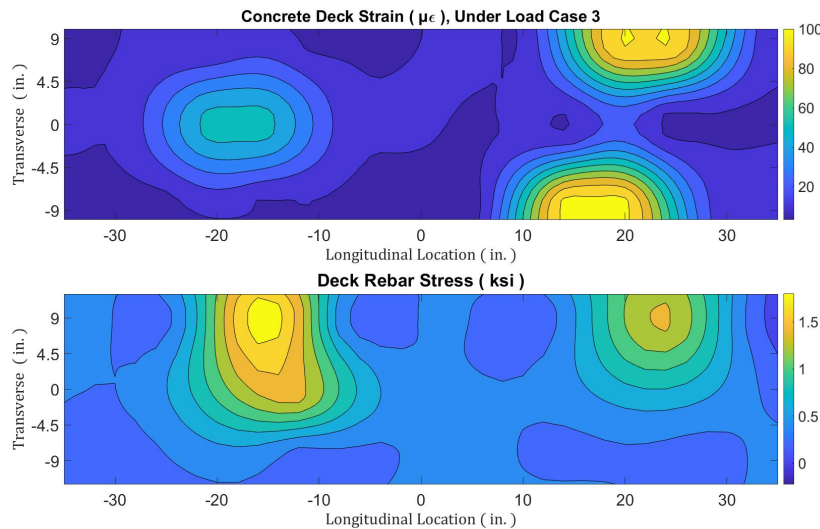 Concrete Deck Strain ( με ), Under Load Case 3
9
4.5
0
-4.5
-9
Transverse ( in. )
-30 -20 -10 0 10 20 30
Longitudinal Location ( in. )
100
80
60
40
20
Deck Rebar Stress ( ksi )
9
4.5
0
-4.5
-9
Transverse ( in. )
-30 -20 -10 0 10 20 30
Longitudinal Location ( in. )
1.5
1
0.5
0